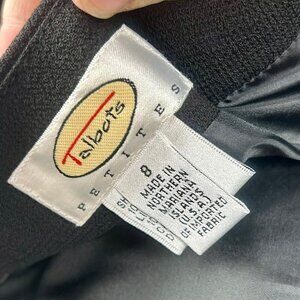 Talbots
PETITES
8
MADE IN
NORTHERN
MARIANA
ISLANDS
(U.S.A.)
OF IMPORTED
FABRIC